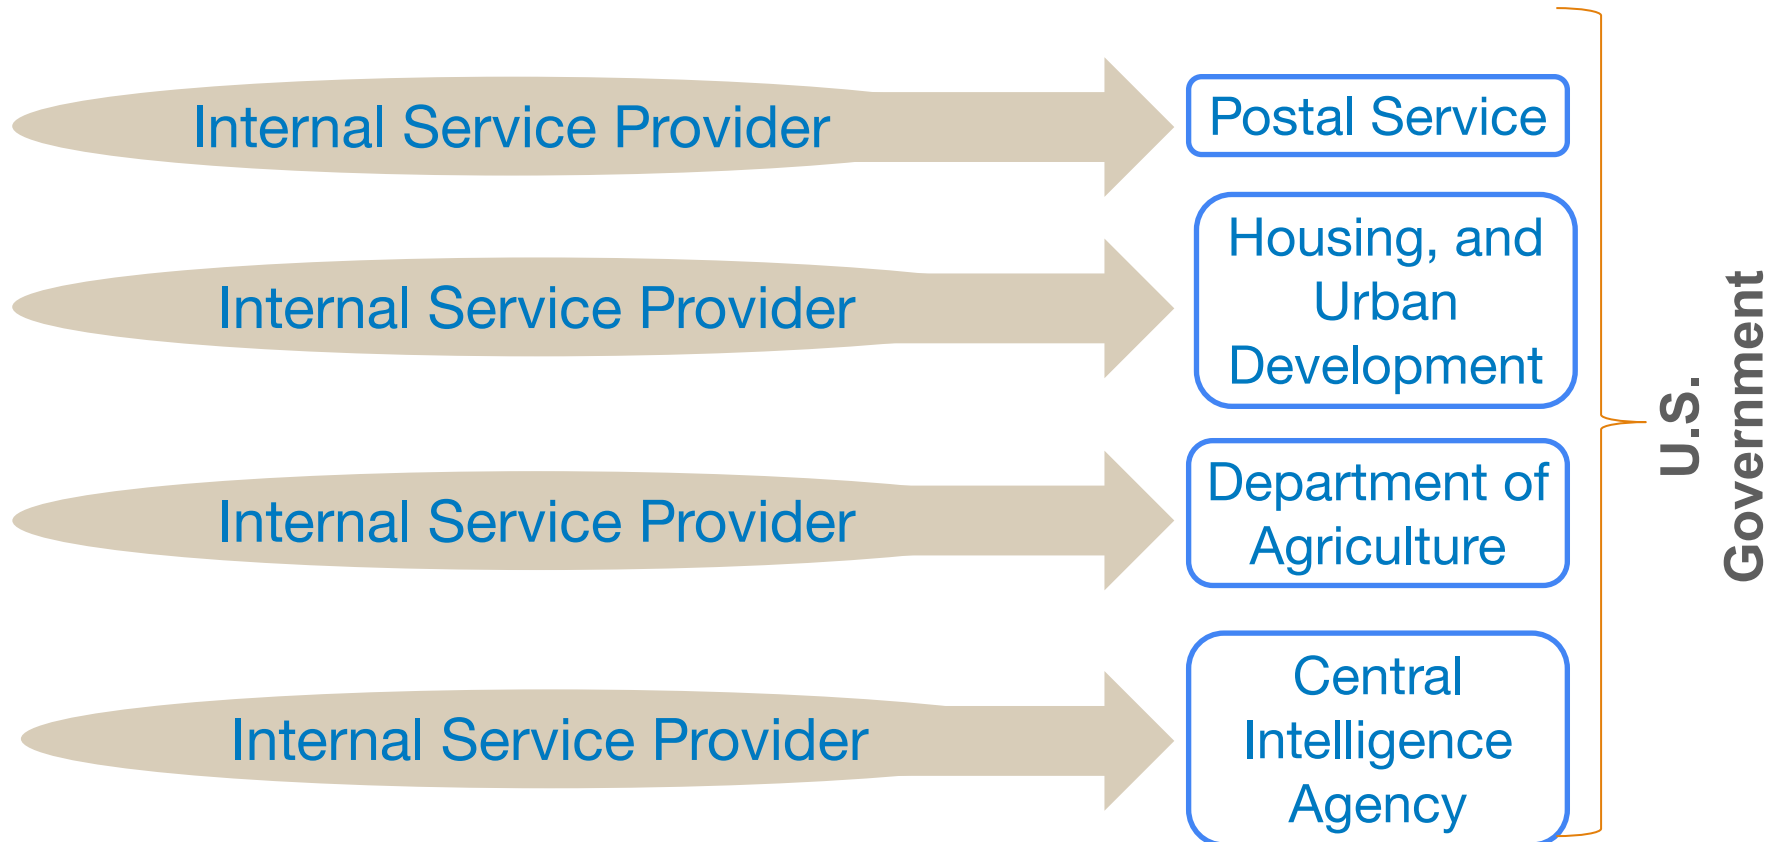 Internal Service Provider
Postal Service
Internal Service Provider
Housing, and
Urban
Development
Internal Service Provider
Department of
Agriculture
Internal Service Provider
Central
Intelligence
Agency
U.S.
Government